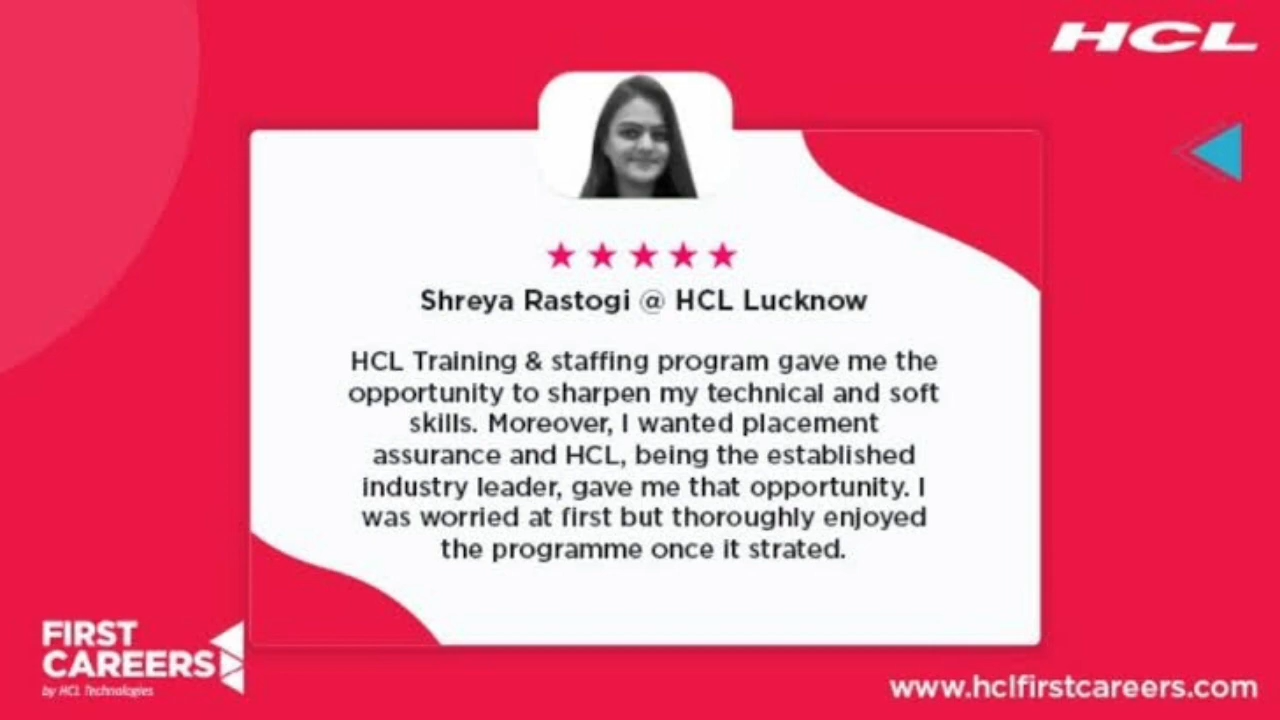 HCL
Shreya Rastogi @ HCL Lucknow
HCL Training & staffing program gave me the
opportunity to sharpen my technical and soft
skills. Moreover, I wanted placement
assurance and HCL, being the established
industry leader, gave me that opportunity. I
was worried at first but thoroughly enjoyed
the programme once it strated.
FIRST
CAREERS
by HCL Technologies
www.hclfirstcareers.com